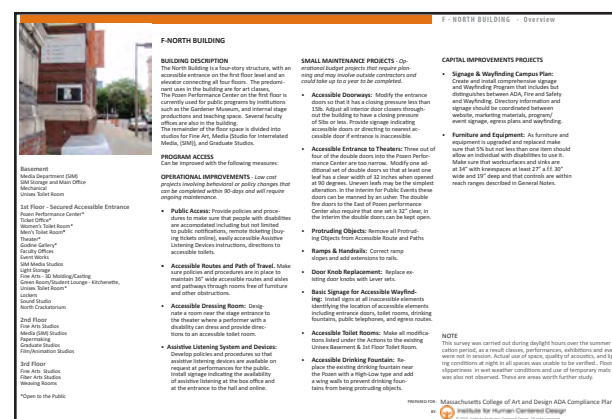 F - NORTH BUILDING - Overview
Basement
Media Department (SIM)
SIM Storage and Main Office
Mechanical
Unisex Toilet Room
1st Floor - Secured Accessible Entrance
Pozen Performance Center*
Ticket Office*
Women's Toilet Room*
Men's Toilet Room*
Theater*
Godine Gallery*
Faculty Offices
Event Works
SIM Media Studios
Light Storage
Fine Arts - 3D Molding/Casting
Green Room/Student Lounge - Kitchenette,
Unisex Toilet Room*
Lockers
Sound Studio
North Crackatorium
2nd Floor
Fine Arts Studios
Media (SIM) Studios
Papermaking
Graduate Studios
Film/Animation Studios
3rd Floor
Fine Arts Studios
Fiber Arts Studios
Weaving Rooms
*Open to the Public
F-NORTH BUILDING
BUILDING DESCRIPTION
The North Building is a four-story structure, with an
accessible entrance on the first floor level and an
elevator connecting all four floors. The predomi-
nant uses in the building are for art classes,
The Pozen Performance Center on the first floor is
currently used for public programs by institutions
such as the Gardener Museum, and internal stage
productions and teaching space. Several faculty
offices are also in the building.
The remainder of the floor space is divided into
studios for Fine Art, Media (Studio for Interrelated
Media, (SIM)), and Graduate Studios.
PROGRAM ACCESS
Can be improved with the following measures:
OPERATIONAL IMPROVEMENTS - Low cost
projects involving behavioral or policy changes that
can be completed within 90-days and will require
ongoing maintenance.
• Public Access: Provide policies and proce-
dures to make sure that people with disabilities
are accomodated including but not limited
to public notifications, remote ticketing (buy-
ing tickets online), easily accessible Assistive
Listening Devices instructions, directions to
accessible toilets.
• Accessible Routes and Path of Travel. Make
sure policies and procedures are in place to
maintain 36" wide accessible routes and aisles
and pathways through rooms free of furniture
and other obstructions.
• Accessible Dressing Room: Desig-
nate a room near the stage entrance to
the theater where a performer with a
disability can dress and provide direc-
tions to an accessible toilet room.
• Assistive Listening System and Devices:
Develop policies and procedures so that
assistive listening devices are available on
request at performances for the public.
Install signage indicating the availability
of assistive listening at the box office and
at the entrance to the hall and online.
SMALL MAINTENANCE PROJECTS - Op-
erational budget projects that require plan-
ning and may involve outside contractors and
could take up to a year to be completed.
• Accessible Doorways: Modify the entrance
doors so that it has a closing pressure less than
15lb. Adjust all interior door closers through-
out the building to have a closing pressure
of 5lbs or less. Provide signage indicating
accessible doors or directing to nearest ac-
cessible door if entrance is inaccessible.
• Accessible Entrance to Theaters: Three out of
four of the double doors into the Pozen Perfor-
mance Center are too narrow. Modify one ad-
ditional set of double doors so that at least one
leaf has a clear width of 32 inches when opened
at 90 degrees. Uneven leafs may be the simplest
alteration. In the interim for Public Events these
doors can be manned by an usher. The double
fire doors to the East of Pozen performance
Center also require that one set is 32" clear, in
the interim the double doors can be kept open.
• Protruding Objects: Remove all Protrud-
ing Objects from Accessible Route and Paths
• Ramps & Handrails: Correct ramp
slopes and add extensions to rails.
• Door Knob Replacement: Replace ex-
isting door knobs with Lever sets.
• Basic Signage for Accessible Wayfind-
ing: Install signs at all inaccessible elements
identifying the location of accessible elements
including entrance doors, toilet rooms, drinking
fountains, public telephones, and egress routes.
• Accessible Toilet Rooms: Make all modifica-
tions listed under the Actions to the existing
Unisex Basement & 1st Floor Toilet Room.
• Accessible Drinking Fountain: Re-
place the existing drinking fountain near
the Pozen with a High-Low type and add
a wing walls to prevent drinking foun-
tains from being protruding objects.
CAPITAL IMPROVEMENTS PROJECTS
• Signage & Wayfinding Campus Plan:
Create and install comprehensive signage
and Wayfinding Program that includes but
distinguishes between ADA, Fire and Safety
and Wayfinding. Directory information and
signage should be coordinated between
website, marketing materials, program/
event signage, egress plans and wayfinding.
• Furniture and Equipment: As furniture and
equipment is upgraded and replaced make
sure that 5% but not less than one item should
allow an individual with disabilities to use it.
Make sure that worksurfaces and sinks are
at 34" with kneespaces at least 27" a.f.f. 30"
wide and 19" deep and that controls are within
reach ranges described in General Notes.
NOTE
This survey was carried out during daylight hours over the summer
cation period, as a result classes, performances, exhibitions and eve
were not in session. Actual use of space, quality of acoustics, and lig
ing conditions at night in all spaces was unable to be verified.. Floor
slipperiness in wet weather conditions and use of temporary mats
was also not observed. These are areas worth further study.
PREPARED FOR: Massachusetts College of Art and Design ADA Compliance Plan
BY: Institute for Human Centered Design